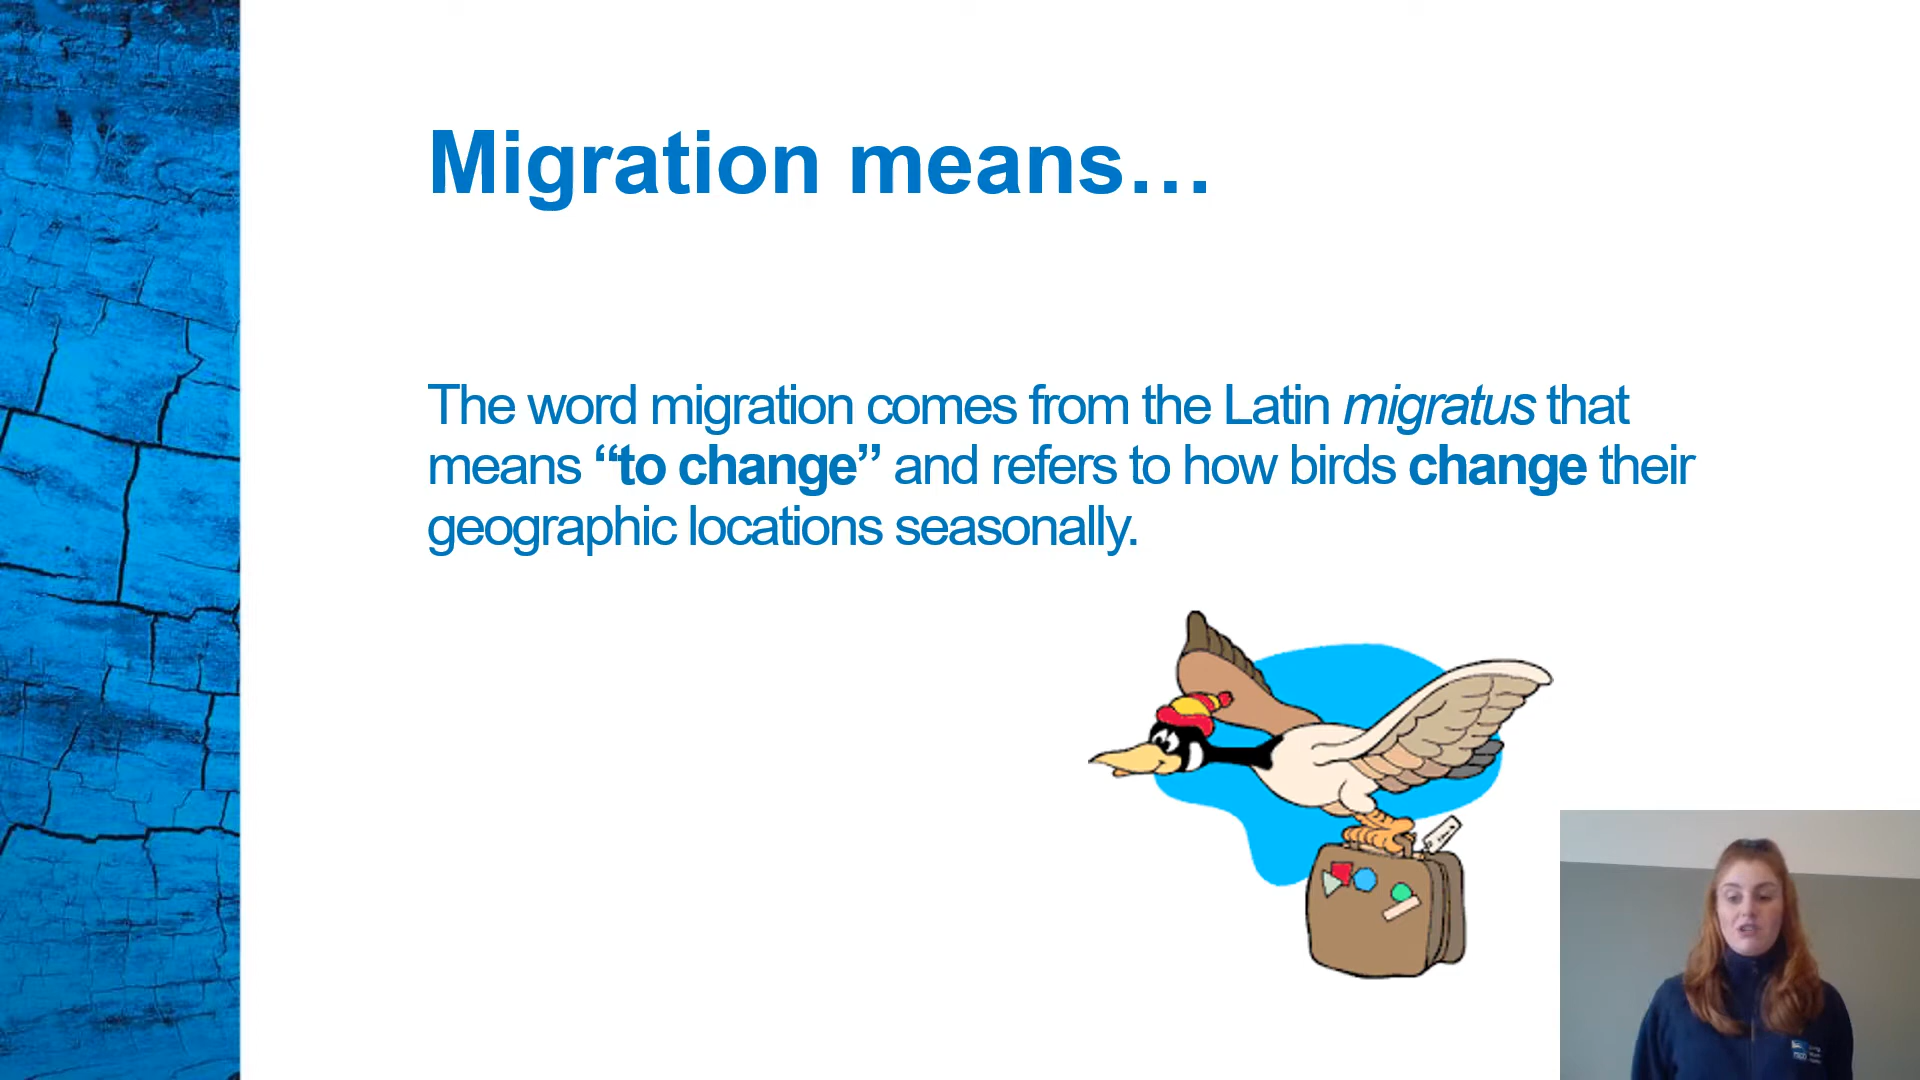 Migration means…
The word migration comes from the Latin migratus that
means “to change” and refers to how birds change their
geographic locations seasonally.